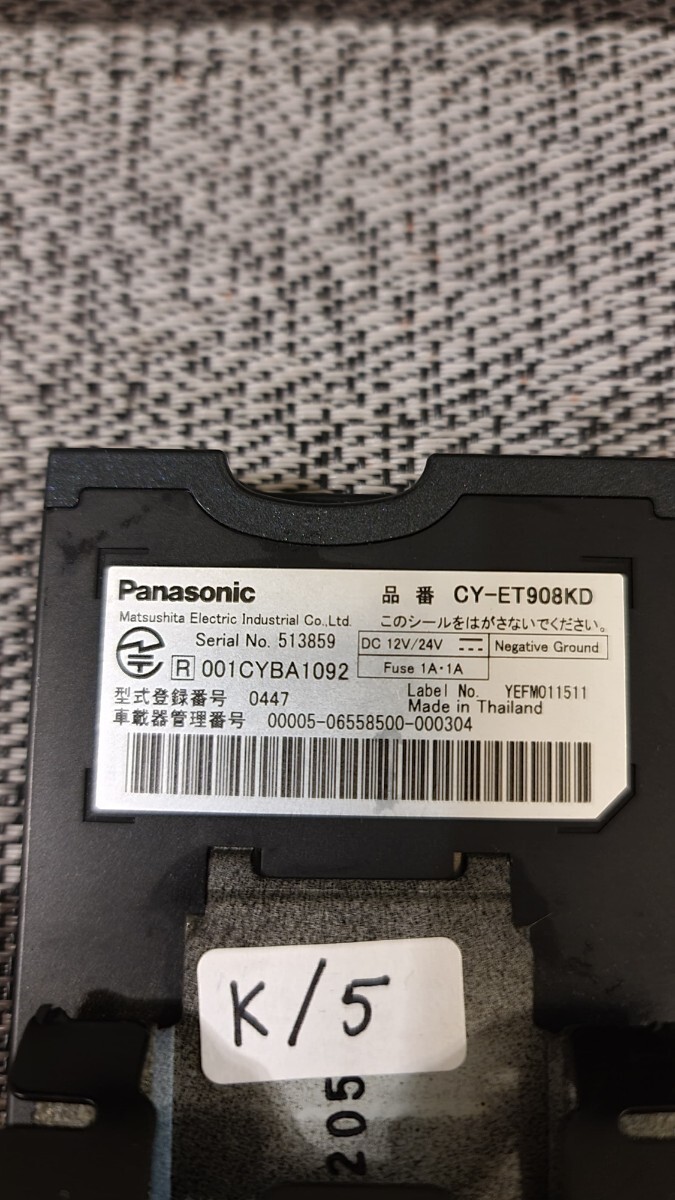 Panasonic 品番 CY-ET908KD
Matsushita Electric Industrial Co.,Ltd. このシールをはがさないでください。
Serial No. 513859 DC 12V/24V Negative Ground
R 001CYBA1092 Fuse 1A・1A
型式登録番号 0447 Label No. YEFM011511
Made in Thailand
車載器管理番号 00005-06558500-000304
K/5
205